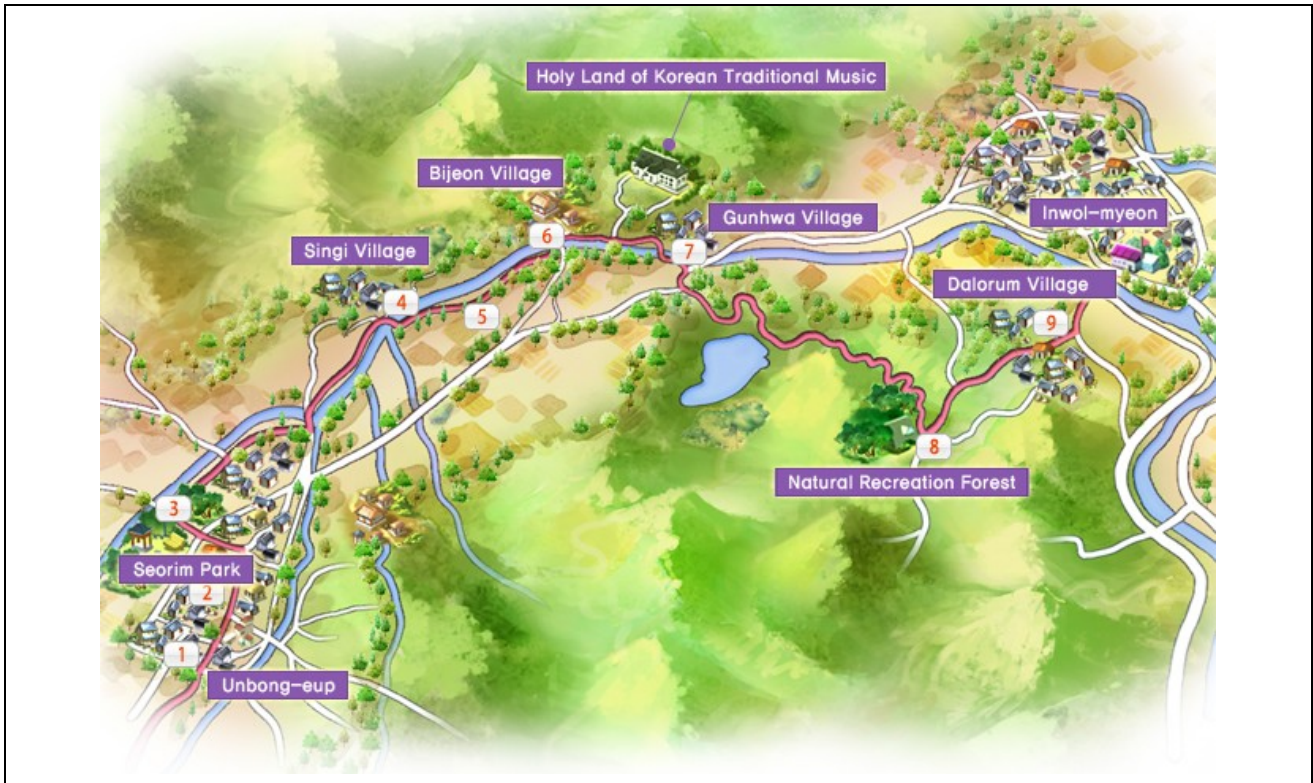 Holy Land of Korean Traditional Music
Bijeon Village
Gunhwa Village
Inwol-myeon
Singi Village
6
7
Dalorum Village
4
5
9
8
Natural Recreation Forest
3
Seorim Park
2
1
Unbong-eup